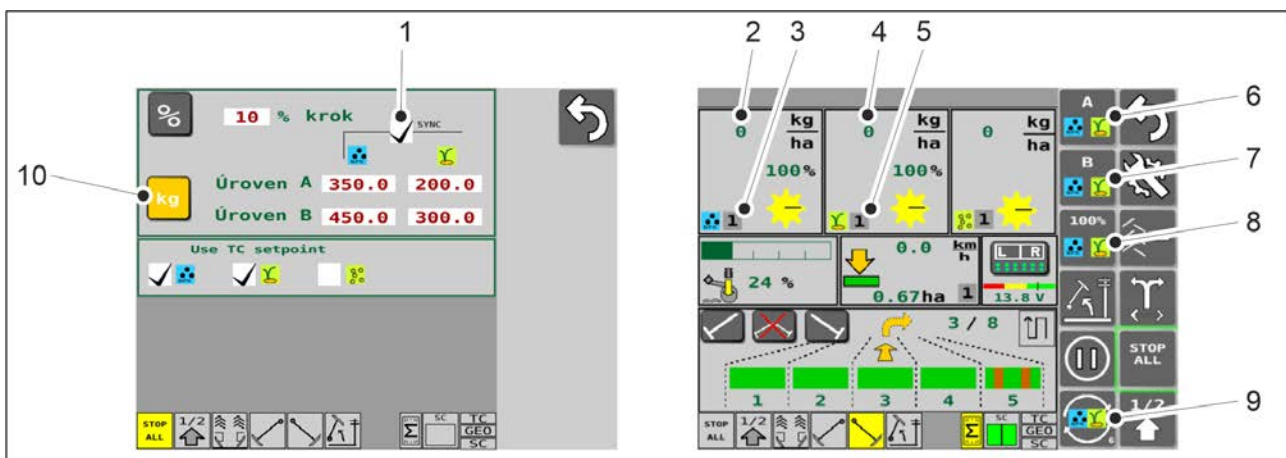 1
10 % krok
SYNC
%
kg
Úroven A 350.0 200.0
Úroven B 450.0 300.0
Use TC setpoint
STOP ALL 1/2 Σ SC TC GEO SC
10
2 3 4 5
0 kg/ha 0 kg/ha 0 kg/ha
100% 100%
1 1 1
24 % 0.0 km/h L R
0.67ha 1 13.8 V
3 / 8
1 2 3 4 5
STOP ALL 1/2 Σ SC TC GEO SC
A
B
100%
STOP ALL
6 1/2
6
7
8
9